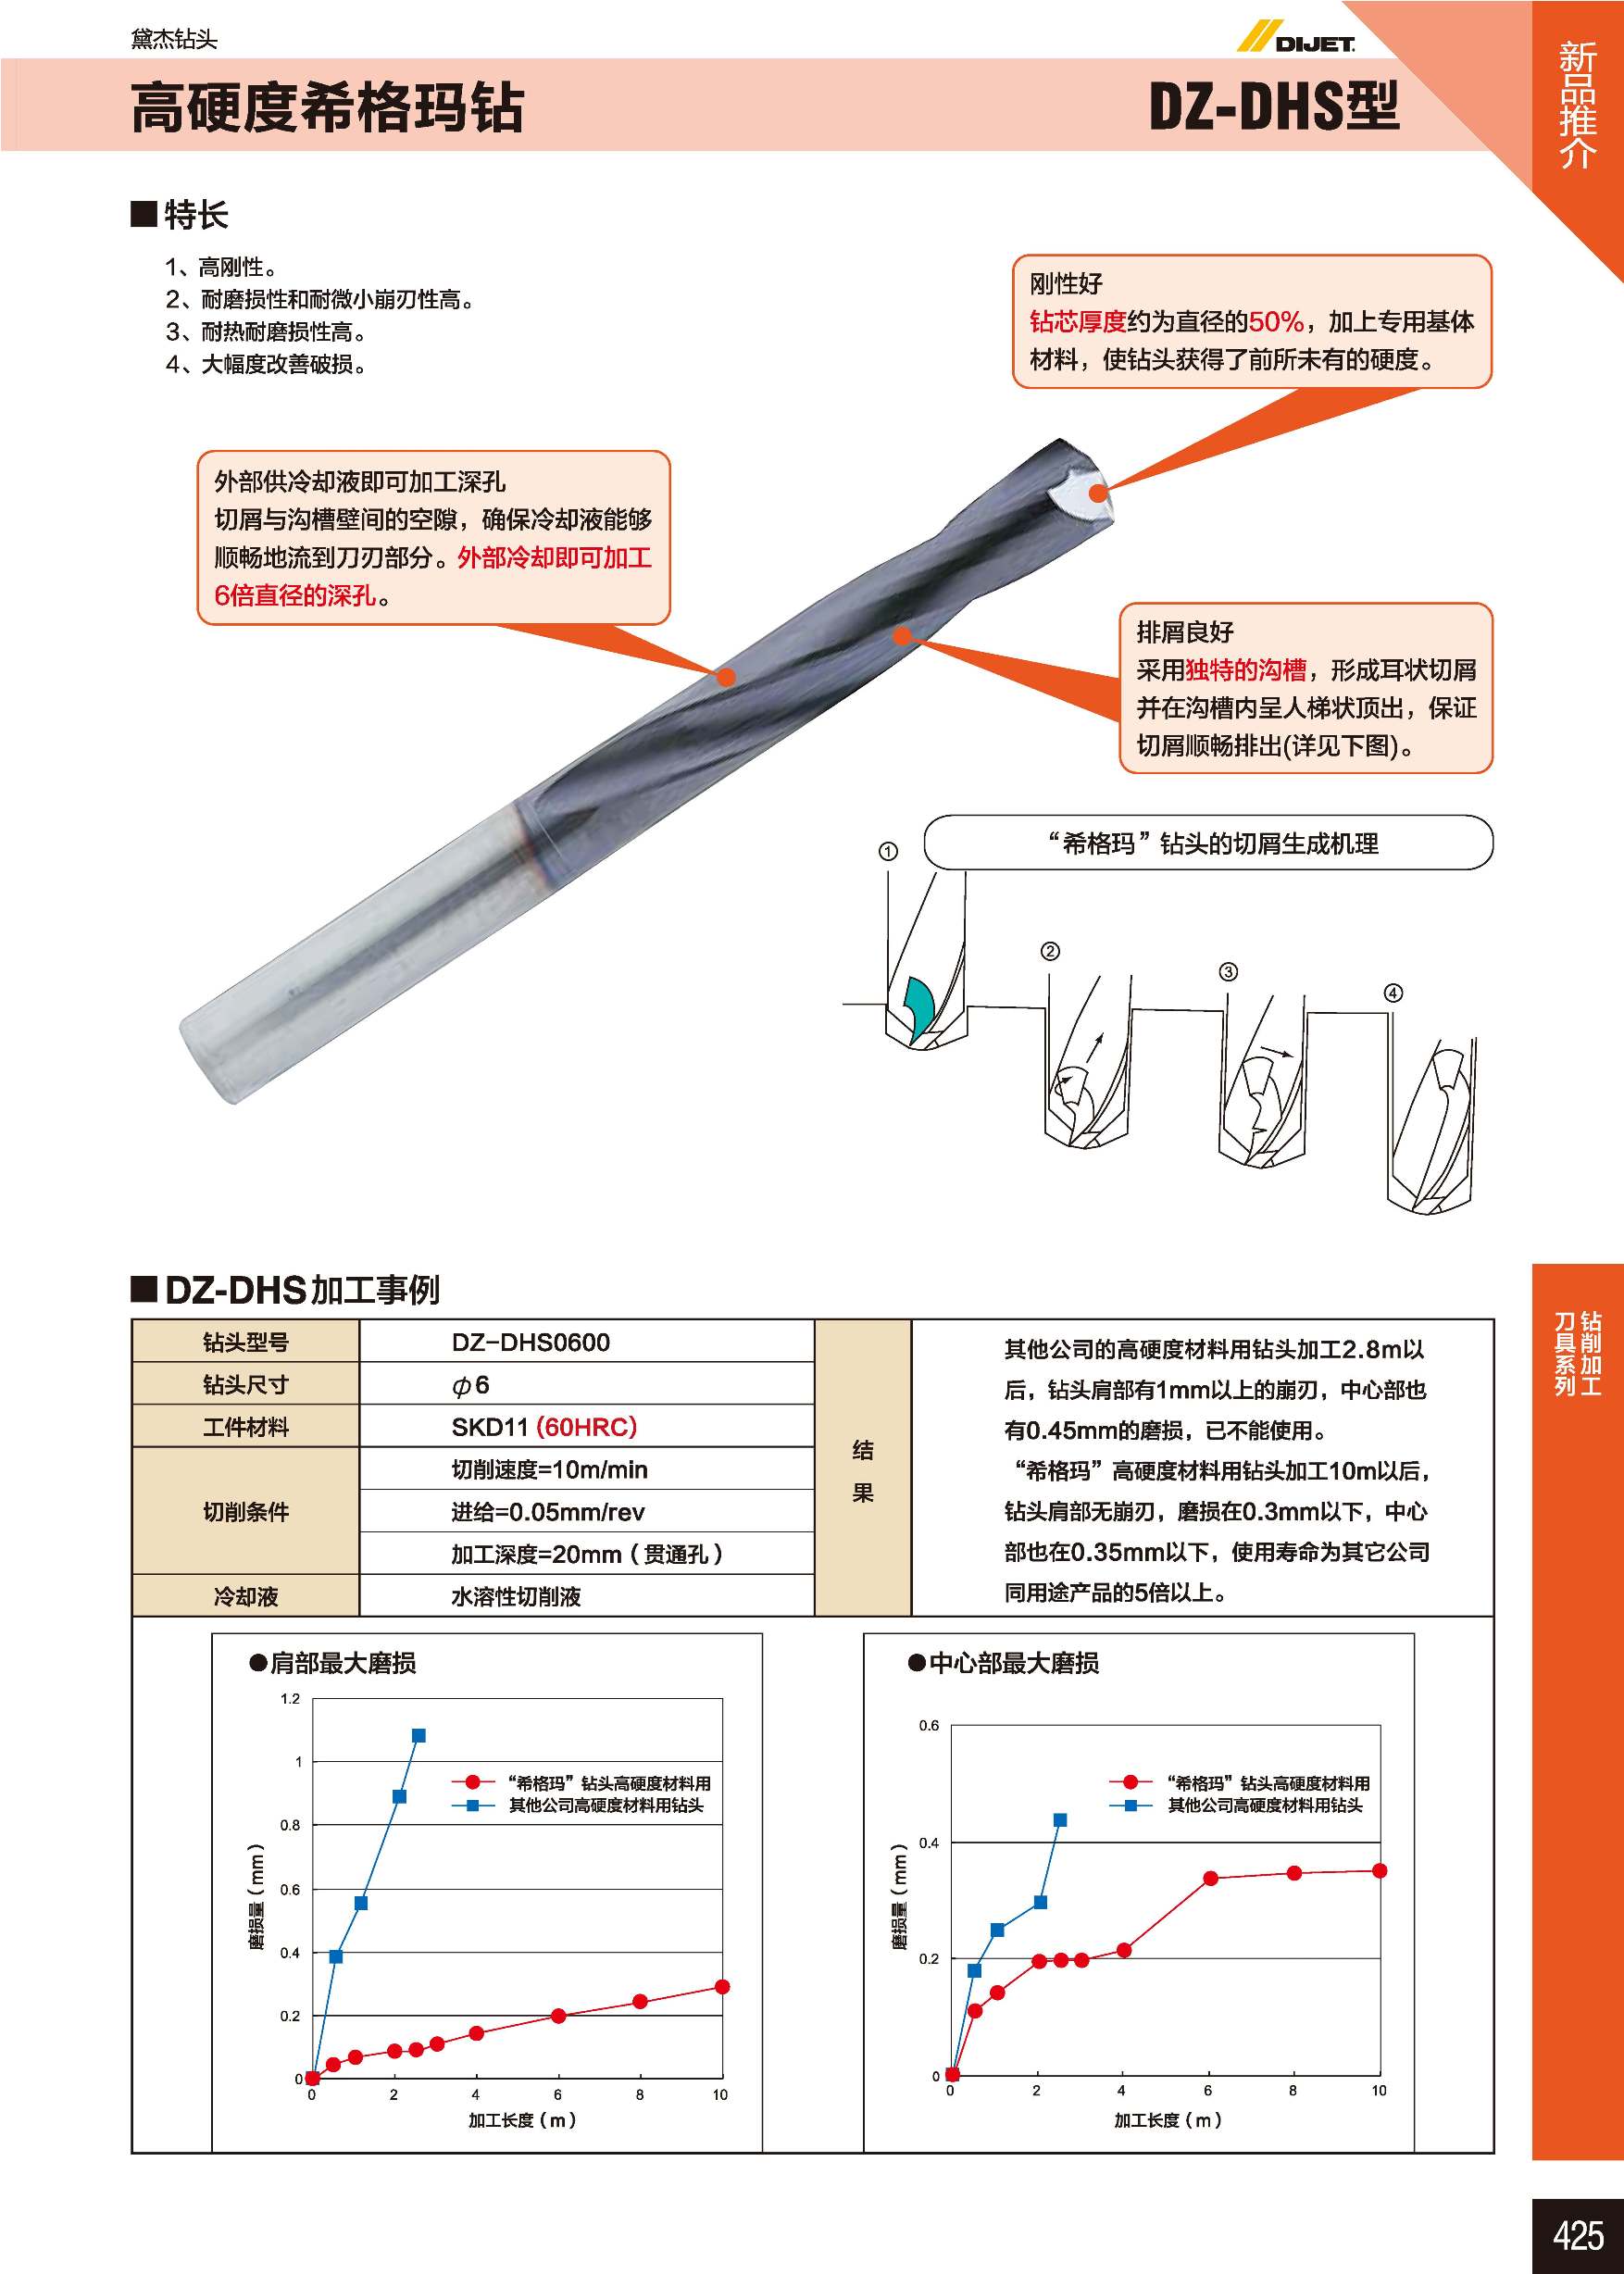 黛杰钻头
DIJET
高硬度希格玛钻
DZ-DHS型
新品推介
■特长
1、高刚性。
2、耐磨损性和耐微小崩刃性高。
3、耐热耐磨损性高。
4、大幅度改善破损。
刚性好
钻芯厚度约为直径的50%，加上专用基体
材料，使钻头获得了前所未有的硬度。
外部供冷却液即可加工深孔
切屑与沟槽壁间的空隙，确保冷却液能够
顺畅地流到刀刃部分。外部冷却即可加工
6倍直径的深孔。
排屑良好
采用独特的沟槽，形成耳状切屑
并在沟槽内呈人梯状顶出，保证
切屑顺畅排出(详见下图)。
“希格玛”钻头的切屑生成机理
①
②
③
④
■DZ-DHS加工事例
钻头型号 DZ-DHS0600
钻头尺寸 φ6
工件材料 SKD11（60HRC）
切削条件
切削速度=10m/min
进给=0.05mm/rev
加工深度=20mm（贯通孔）
冷却液 水溶性切削液
结果
其他公司的高硬度材料用钻头加工2.8m以
后，钻头肩部有1mm以上的崩刃，中心部也
有0.45mm的磨损，已不能使用。
“希格玛”高硬度材料用钻头加工10m以后，
钻头肩部无崩刃，磨损在0.3mm以下，中心
部也在0.35mm以下，使用寿命为其它公司
同用途产品的5倍以上。
●肩部最大磨损
1.2
1
0.8
0.6
0.4
0.2
0
磨损量（mm）
“希格玛”钻头高硬度材料用
其他公司高硬度材料用钻头
0 2 4 6 8 10
加工长度（m）
●中心部最大磨损
0.6
0.4
0.2
0
磨损量（mm）
“希格玛”钻头高硬度材料用
其他公司高硬度材料用钻头
0 2 4 6 8 10
加工长度（m）
钻削加工
刀具系列
425